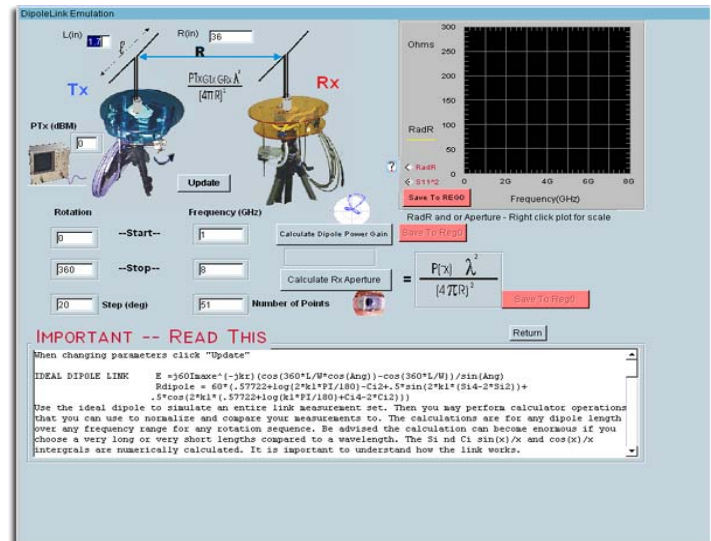 DipoleLink Emulation
L(in) 1.7
R(in) 36
R
Tx
Rx
PTxGtx GRx λ²
(4π R)²
PTx (dBM)
0
Update
Ohms
300
250
200
150
100
50
0
RadR
? < RadR
S11^2
Save To REG0
0 2G 4G 6G 8G
Frequency(GHz)
RadR and or Aperture - Right click plot for scale
Rotation
Frequency (GHz)
0 --Start-- 1
Calculate Dipole Power Gain
Save To Reg0
360 --Stop-- 8
Calculate Rx Aperture
=
P(rx) λ²
(4πR)²
Save To Reg0
20 Step (deg) 51 Number of Points
Return
IMPORTANT -- READ THIS
When changing parameters click "Update"
IDEAL DIPOLE LINK E =j60Imaxe^(-jkr)(cos(360*L/W*cos(Ang))-cos(360*L/W))/sin(Ang)
Rdipole = 60*(.57722+log(2*kl*PI/180)-Ci2+.5*sin(2*kl*(Si4-2*Si2))+
.5*cos(2*kl*(.57722+log(kl*PI/180)+Ci4-2*Ci2)))
Use the ideal dipole to simulate an entire link measurement set. Then you may perform calculator operations
that you can use to normalize and compare your measurements to. The calculations are for any dipole length
over any frequency range for any rotation sequence. Be advised the calculation can become enormous if you
choose a very long or very short lengths compared to a wavelength. The Si nd Ci sin(x)/x and cos(x)/x
intergrals are numerically calculated. It is important to understand how the link works.